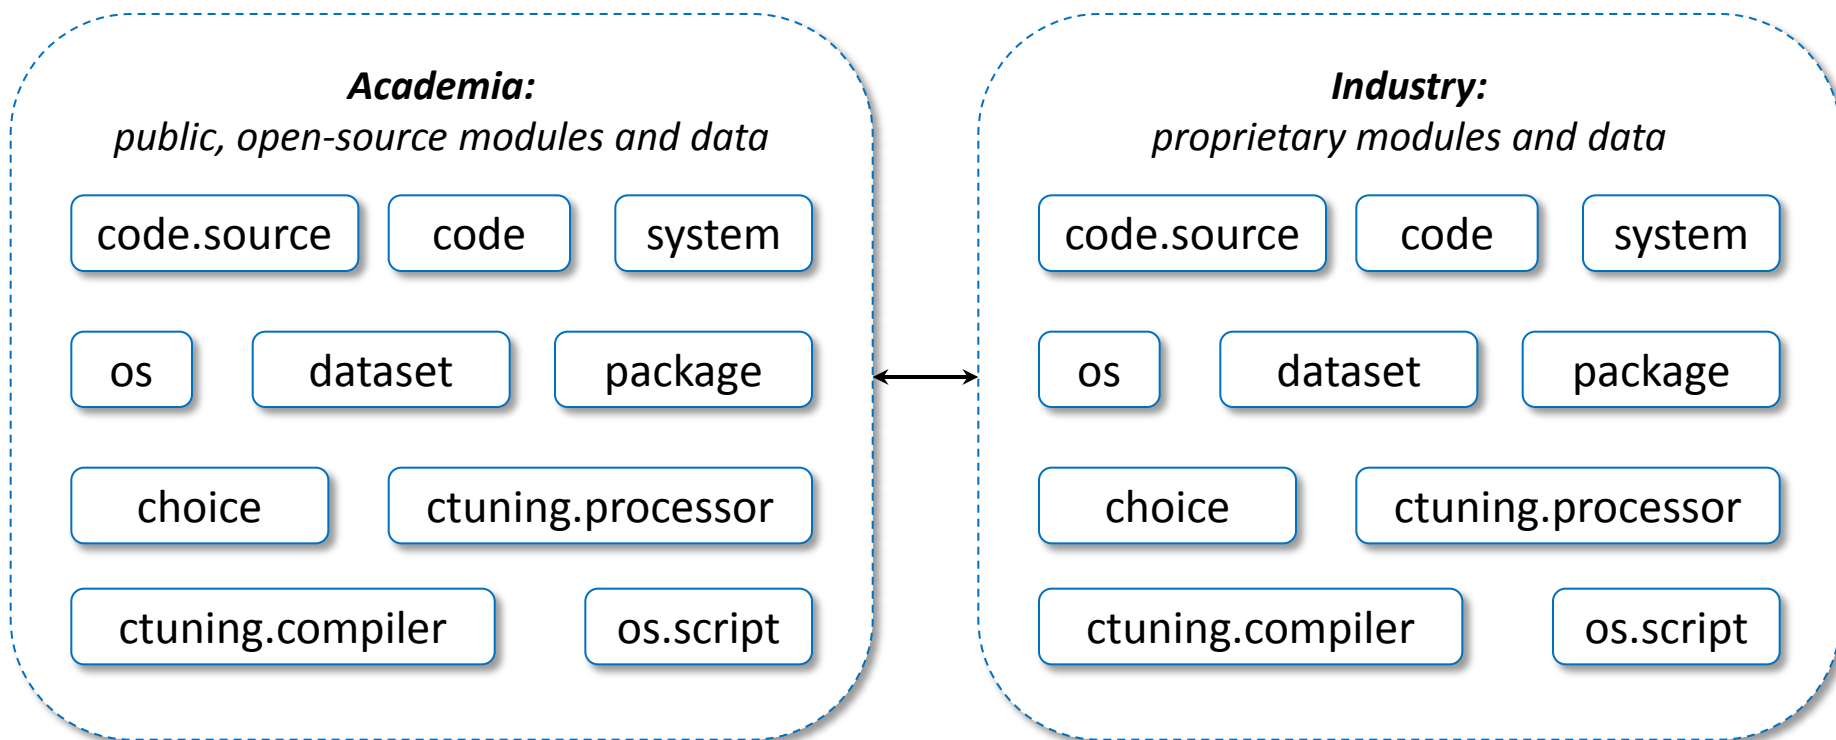 Academia:
public, open-source modules and data
code.source
code
system
os
dataset
package
choice
ctuning.processor
ctuning.compiler
os.script
Industry:
proprietary modules and data
code.source
code
system
os
dataset
package
choice
ctuning.processor
ctuning.compiler
os.script